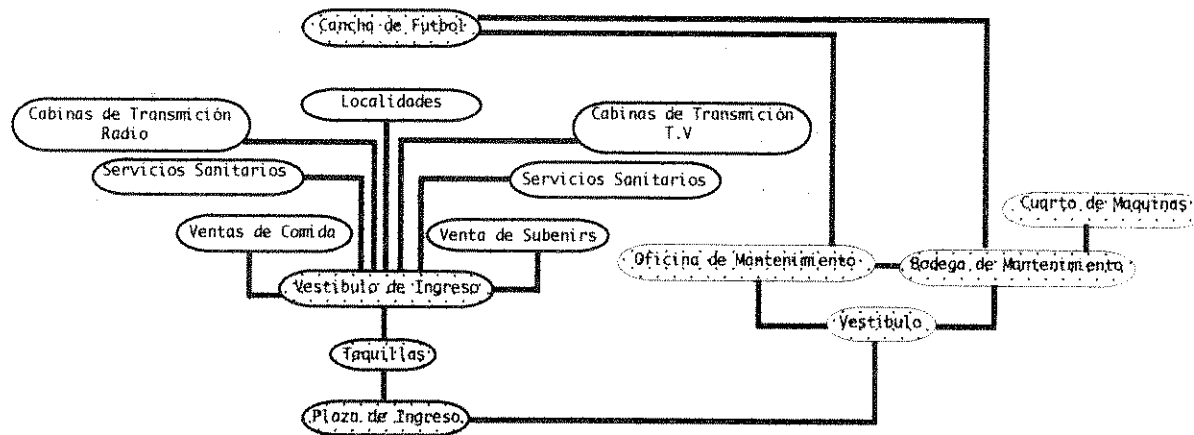 Cancha de Futbol
Localidades
Cabinas de Transmición
Radio
Cabinas de Transmición
T.V
Servicios Sanitarios
Servicios Sanitarios
Cuarto de Maquinas
Ventas de Comida
Venta de Subenirs
Oficina de Mantenimiento
Bodega de Mantenimiento
Vestibulo de Ingreso
Vestibulo
Taquillas
Plaza de Ingreso